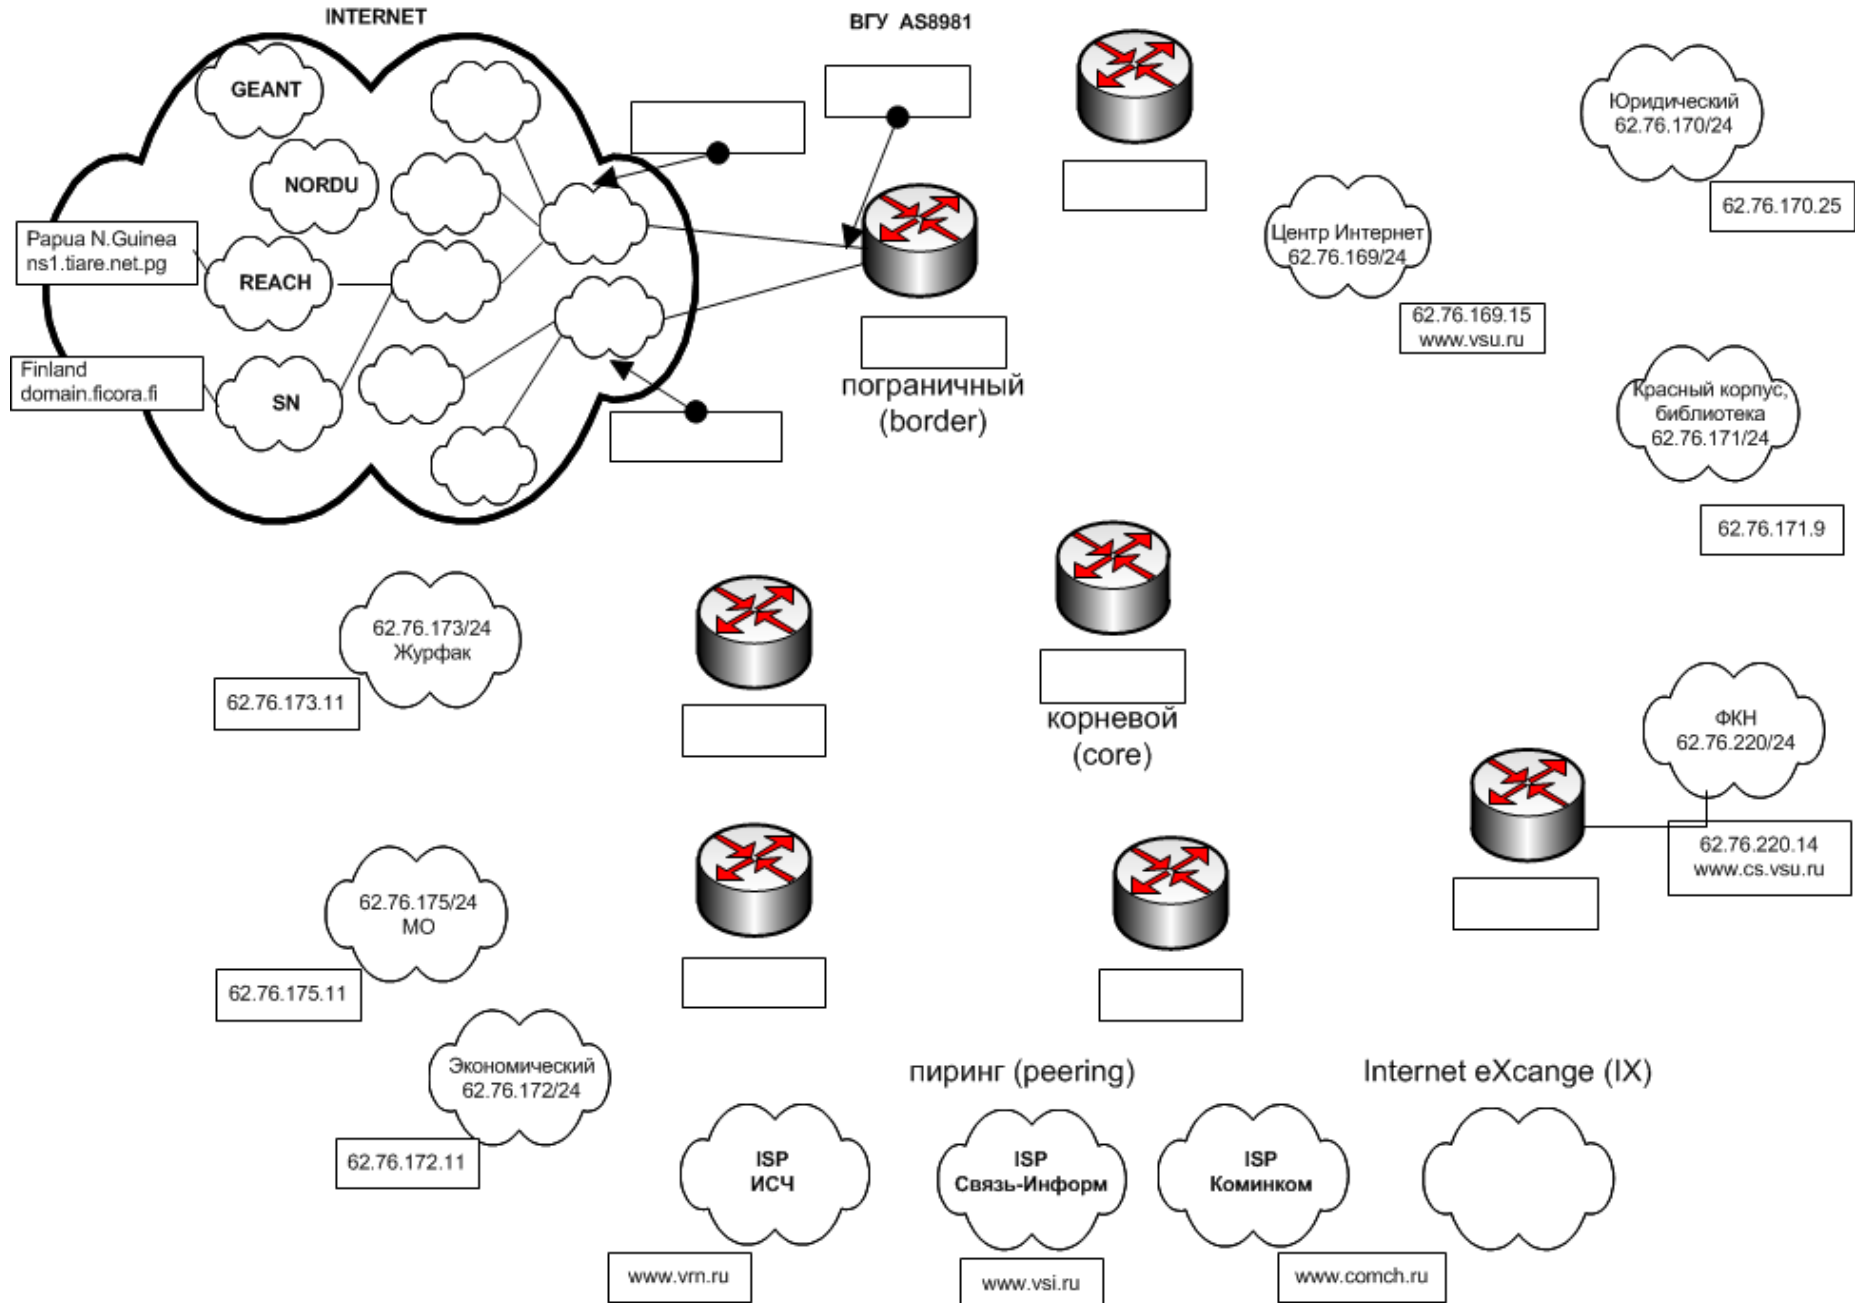 INTERNET
ВГУ AS8981
GEANT
NORDU
Papua N.Guinea
ns1.tiare.net.pg
REACH
Finland
domain.ficora.fi
SN
пограничный
(border)
Юридический
62.76.170/24
62.76.170.25
Центр Интернет
62.76.169/24
62.76.169.15
www.vsu.ru
Красный корпус,
библиотека
62.76.171/24
62.76.171.9
62.76.173/24
Журфак
62.76.173.11
корневой
(core)
ФКН
62.76.220/24
62.76.220.14
www.cs.vsu.ru
62.76.175/24
МО
62.76.175.11
Экономический
62.76.172/24
62.76.172.11
пиринг (peering)
Internet eXcange (IX)
ISP
ИСЧ
www.vrn.ru
ISP
Связь-Информ
www.vsi.ru
ISP
Коминком
www.comch.ru